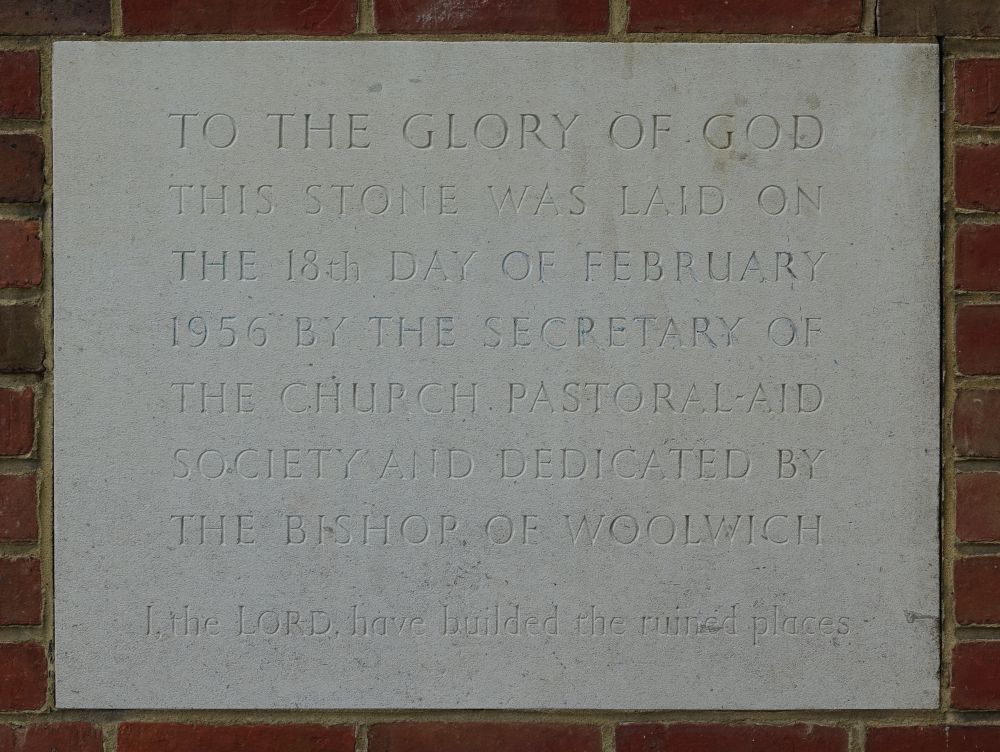 TO THE GLORY OF GOD
THIS STONE WAS LAID ON
THE 18th DAY OF FEBRUARY
1956 BY THE SECRETARY OF
THE CHURCH PASTORAL-AID
SOCIETY AND DEDICATED BY
THE BISHOP OF WOOLWICH
I, the LORD, have builded the ruined places